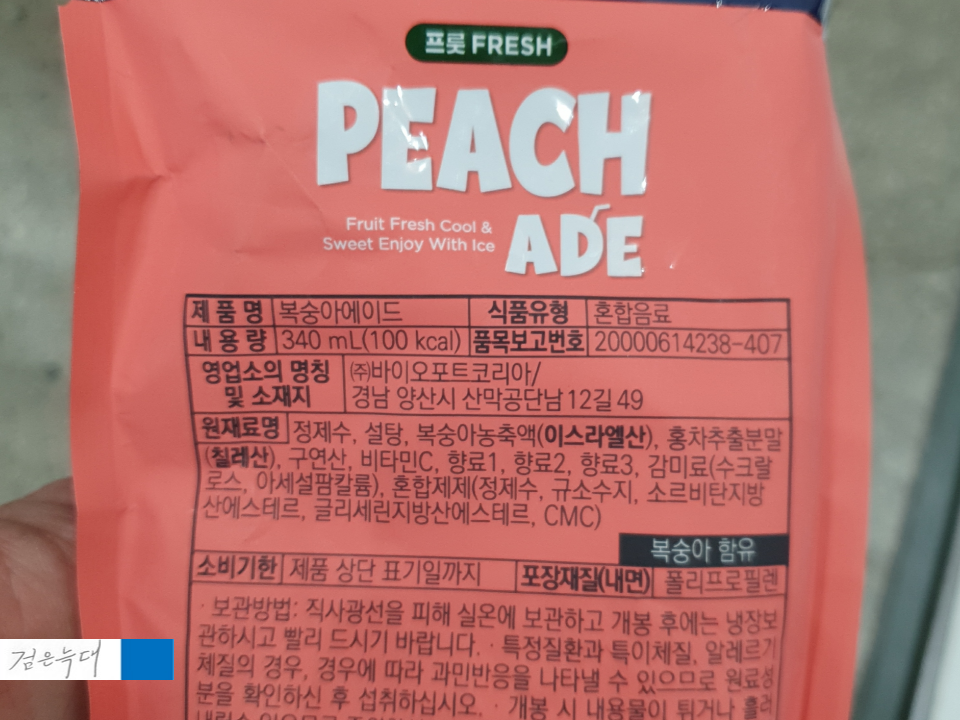 프룻 FRESH
PEACH
ADE
Fruit Fresh Cool &
Sweet Enjoy With Ice
제 품 명 복숭아에이드 식품유형 혼합음료
내 용 량 340 mL(100 kcal) 품목보고번호 20000614238-407
영업소의 명칭 및 소재지 ㈜바이오포트코리아/
경남 양산시 산막공단남 12길 49
원재료명 정제수, 설탕, 복숭아농축액(이스라엘산), 홍차추출분말
(칠레산), 구연산, 비타민C, 향료1, 향료2, 향료3, 감미료(수크랄
로스, 아세설팜칼륨), 혼합제제(정제수, 규소수지, 소르비탄지방
산에스테르, 글리세린지방산에스테르, CMC)
복숭아 함유
소비기한 제품 상단 표기일까지 포장재질(내면) 폴리프로필렌
· 보관방법: 직사광선을 피해 실온에 보관하고 개봉 후에는 냉장보
관하시고 빨리 드시기 바랍니다. · 특정질환과 특이체질, 알레르기
체질의 경우, 경우에 따라 과민반응을 나타낼 수 있으므로 원료성
분을 확인하신 후 섭취하십시오. · 개봉 시 내용물이 튀거나 흘러
검은늑대